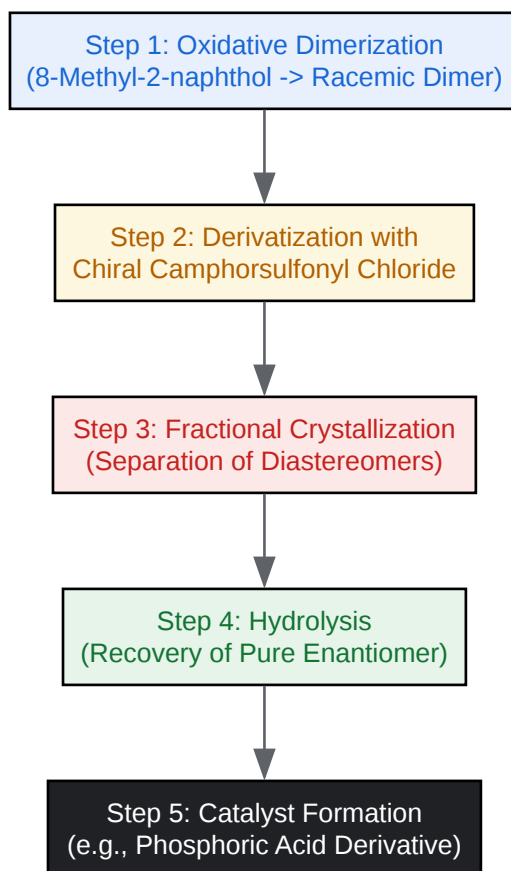 Step 1: Oxidative Dimerization
(8-Methyl-2-naphthol -> Racemic Dimer)
Step 2: Derivatization with
Chiral Camphorsulfonyl Chloride
Step 3: Fractional Crystallization
(Separation of Diastereomers)
Step 4: Hydrolysis
(Recovery of Pure Enantiomer)
Step 5: Catalyst Formation
(e.g., Phosphoric Acid Derivative)